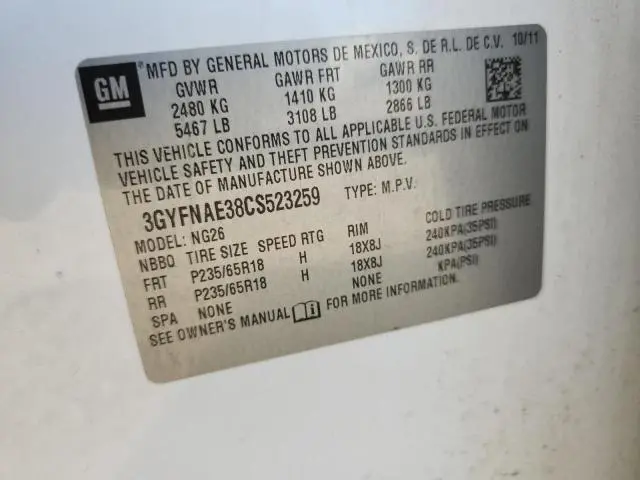 GM
MFD BY GENERAL MOTORS DE MEXICO, S. DE R.L. DE C.V. 10/11
GVWR GAWR FRT GAWR RR
2480 KG 1410 KG 1300 KG
5467 LB 3108 LB 2866 LB
THIS VEHICLE CONFORMS TO ALL APPLICABLE U.S. FEDERAL MOTOR
VEHICLE SAFETY AND THEFT PREVENTION STANDARDS IN EFFECT ON
THE DATE OF MANUFACTURE SHOWN ABOVE.
3GYFNAE38CS523259 TYPE: M.P.V.
MODEL: NG26
NBBO TIRE SIZE SPEED RTG RIM COLD TIRE PRESSURE
FRT P235/65R18 H 18X8J 240KPA(35PSI)
RR P235/65R18 H 18X8J 240KPA(35PSI)
SPA NONE NONE KPA(PSI)
SEE OWNER'S MANUAL FOR MORE INFORMATION.